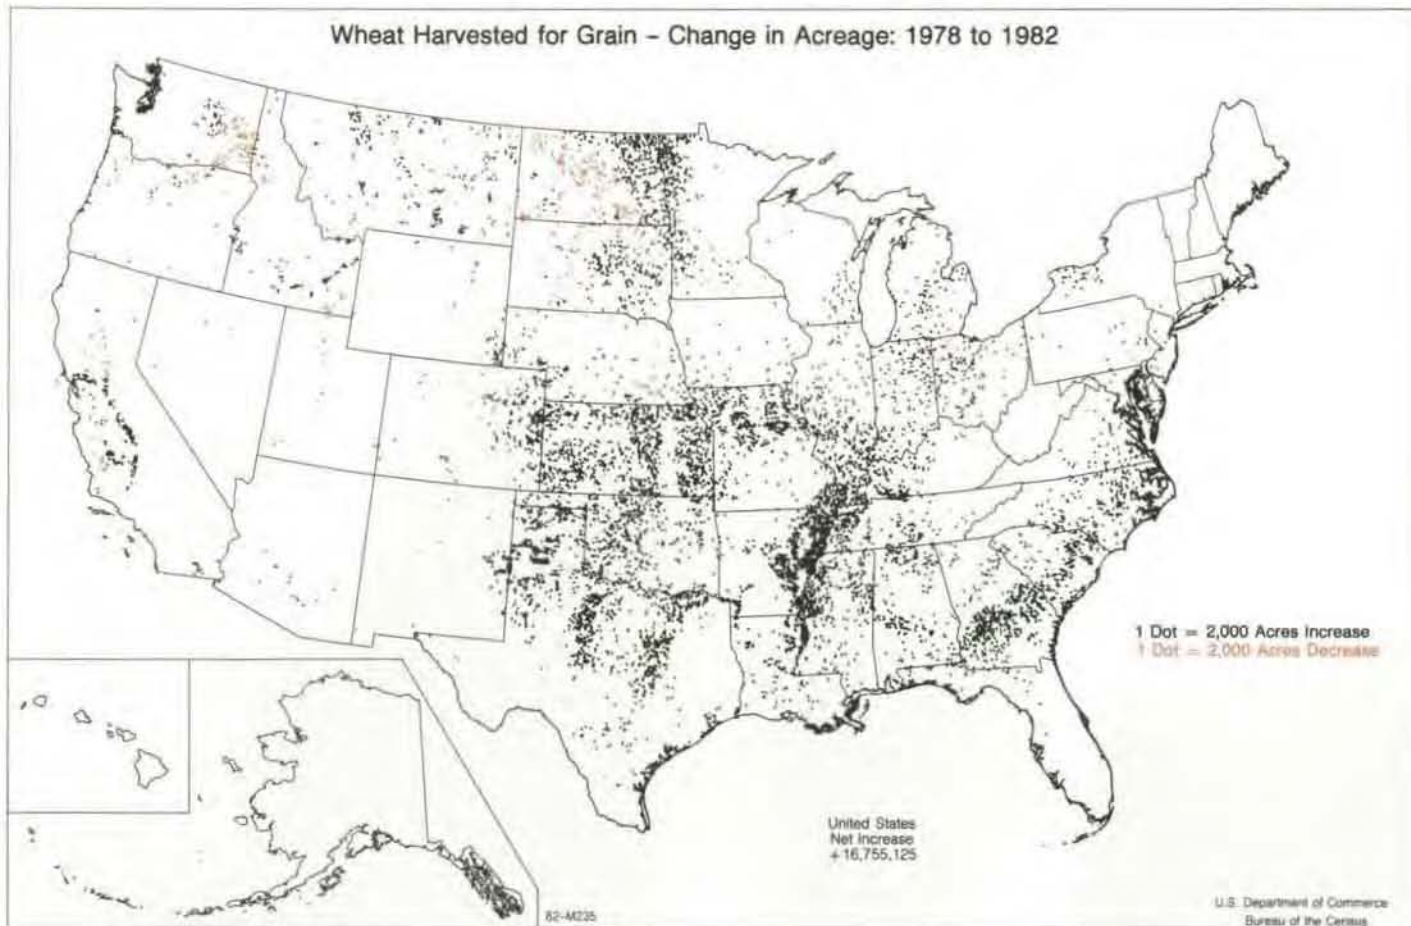 Wheat Harvested for Grain – Change in Acreage: 1978 to 1982
1 Dot = 2,000 Acres Increase
1 Dot = 2,000 Acres Decrease
United States
Net Increase
+16,755,125
82-M235
U.S. Department of Commerce
Bureau of the Census